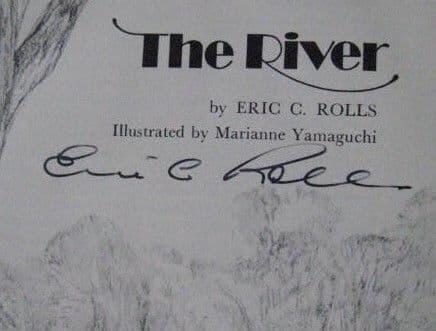 The River
by ERIC C. ROLLS
Illustrated by Marianne Yamaguchi
Eric C Rolls